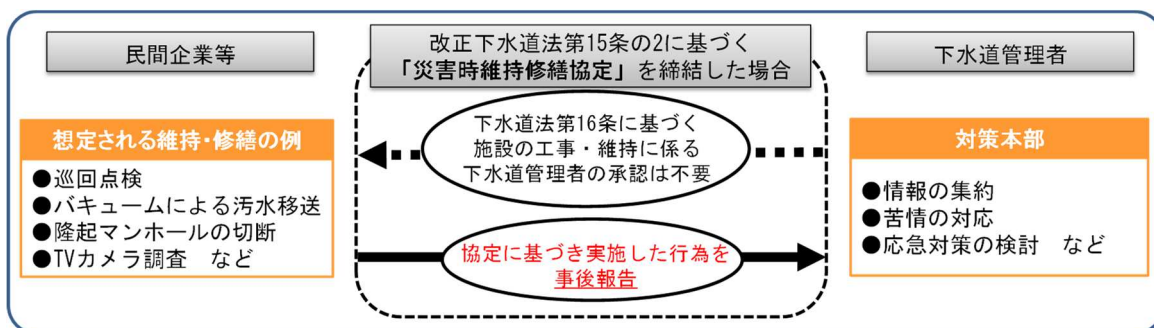 民間企業等
改正下水道法第15条の2に基づく
「災害時維持修繕協定」を締結した場合
下水道管理者
想定される維持・修繕の例
●巡回点検
●バキュームによる汚水移送
●隆起マンホールの切断
●TVカメラ調査　など
下水道法第16条に基づく
施設の工事・維持に係る
下水道管理者の承認は不要
協定に基づき実施した行為を
事後報告
対策本部
●情報の集約
●苦情の対応
●応急対策の検討　など